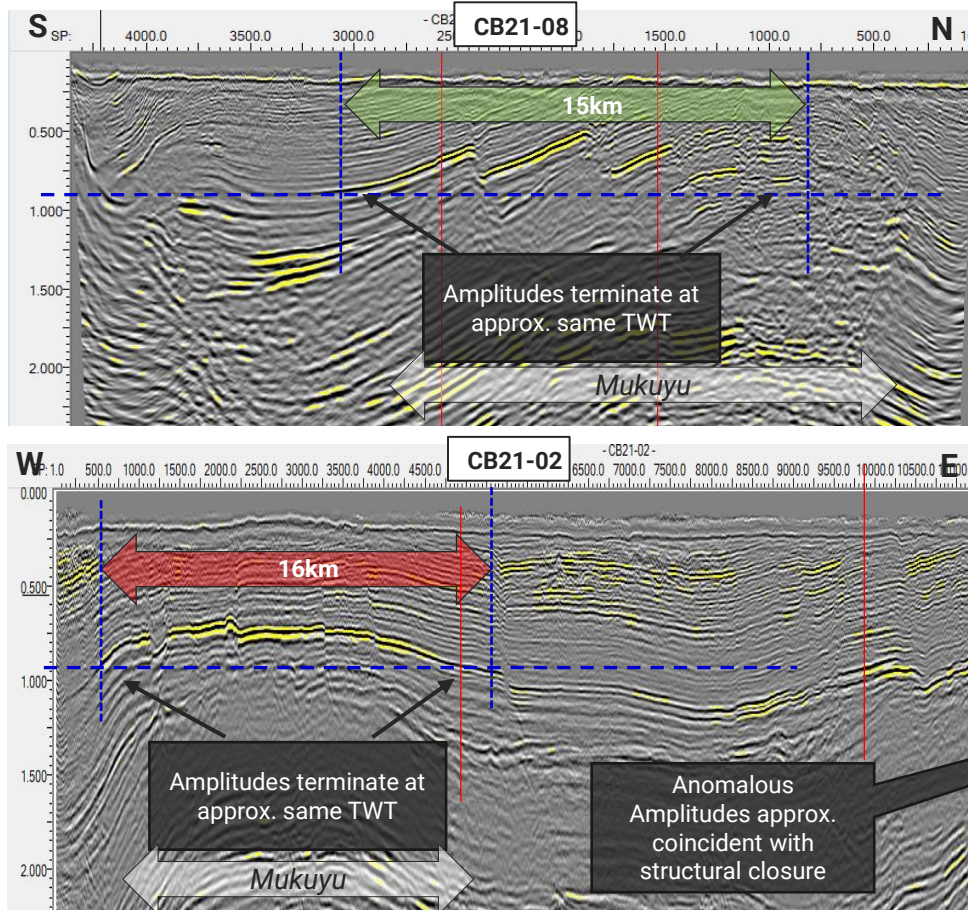 S
- CB2
CB21-08
N
SP: 4000.0 3500.0 3000.0 1500.0 1000.0 500.0
15km
0.500
1.000
Amplitudes terminate at
approx. same TWT
1.500
2.000
Mukuyu
W
CB21-02
- CB21-02 -
E
SP: 1.0 500.0 1000.0 1500.0 2000.0 2500.0 3000.0 3500.0 4000.0 4500.0 6500.0 7000.0 7500.0 8000.0 8500.0 9000.0 9500.0 10000.0 10500.0
0.000
16km
0.500
1.000
Amplitudes terminate at
approx. same TWT
Anomalous
Amplitudes approx.
coincident with
structural closure
1.500
2.000
Mukuyu